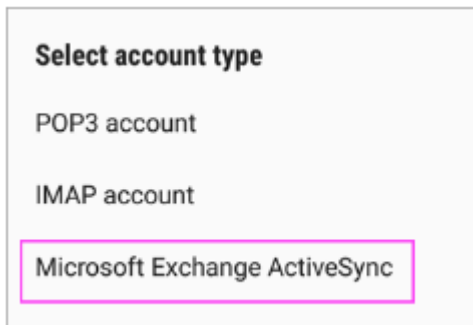 Select account type
POP3 account
IMAP account
Microsoft Exchange ActiveSync